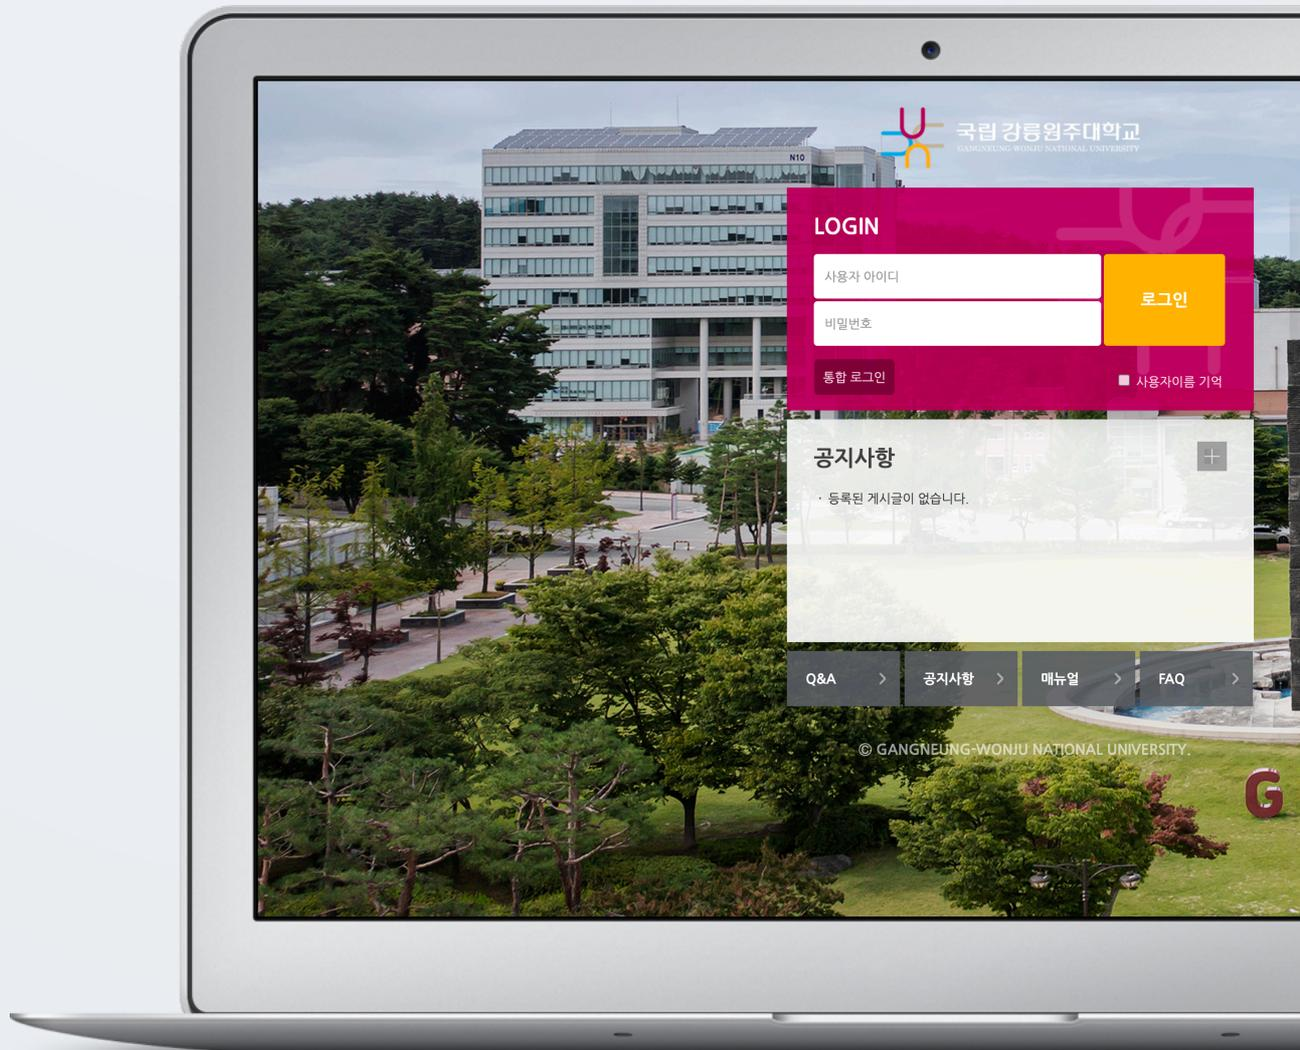 N10
국립 강릉원주대학교
GANGNEUNG-WONJU NATIONAL UNIVERSITY
LOGIN
사용자 아이디
로그인
비밀번호
통합 로그인
사용자이름 기억
공지사항
· 등록된 게시글이 없습니다.
Q&A
공지사항
매뉴얼
FAQ
© GANGNEUNG-WONJU NATIONAL UNIVERSITY.
G